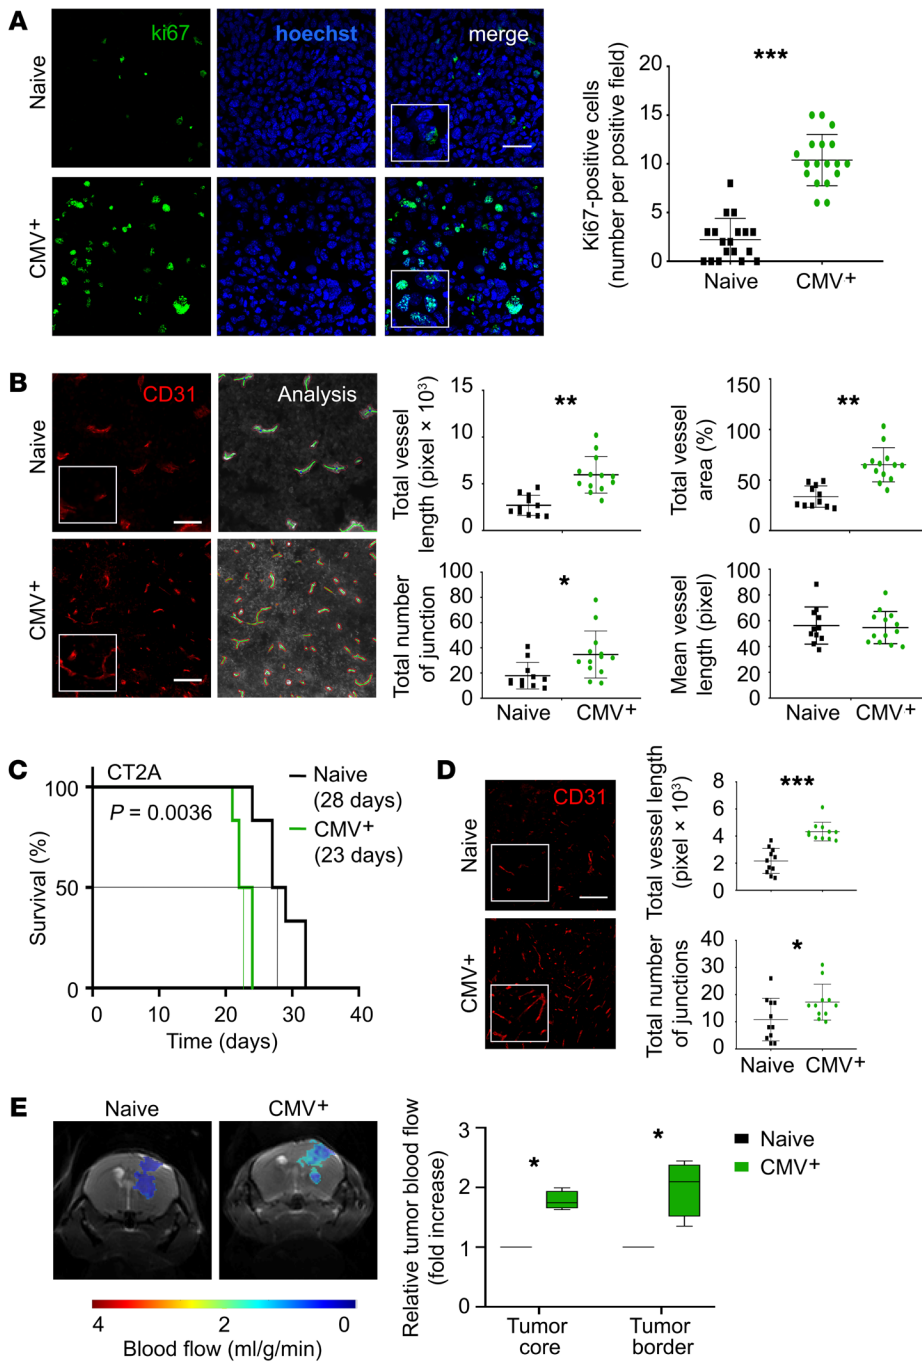 A
ki67
hoechst
merge
Naive
CMV+
Ki67-positive cells
(number per positive field)
***
20
15
10
5
0
Naive
CMV+
B
CD31
Analysis
Naive
CMV+
Total vessel
length (pixel × 10³)
**
15
10
5
0
Total vessel
area (%)
**
150
100
50
0
Total number
of junction
*
100
80
60
40
20
0
Naive
CMV+
Mean vessel
length (pixel)
100
80
60
40
20
0
Naive
CMV+
C
CT2A
P = 0.0036
Naive
(28 days)
CMV+
(23 days)
Survival (%)
100
50
0
0 10 20 30 40
Time (days)
D
CD31
Naive
CMV+
Total vessel length
(pixel × 10³)
***
8
6
4
2
0
Total number
of junctions
*
40
30
20
10
0
Naive
CMV+
E
Naive
CMV+
4 2 0
Blood flow (ml/g/min)
Relative tumor blood flow
(fold increase)
3
2
1
0
*
*
Tumor
core
Tumor
border
Naive
CMV+